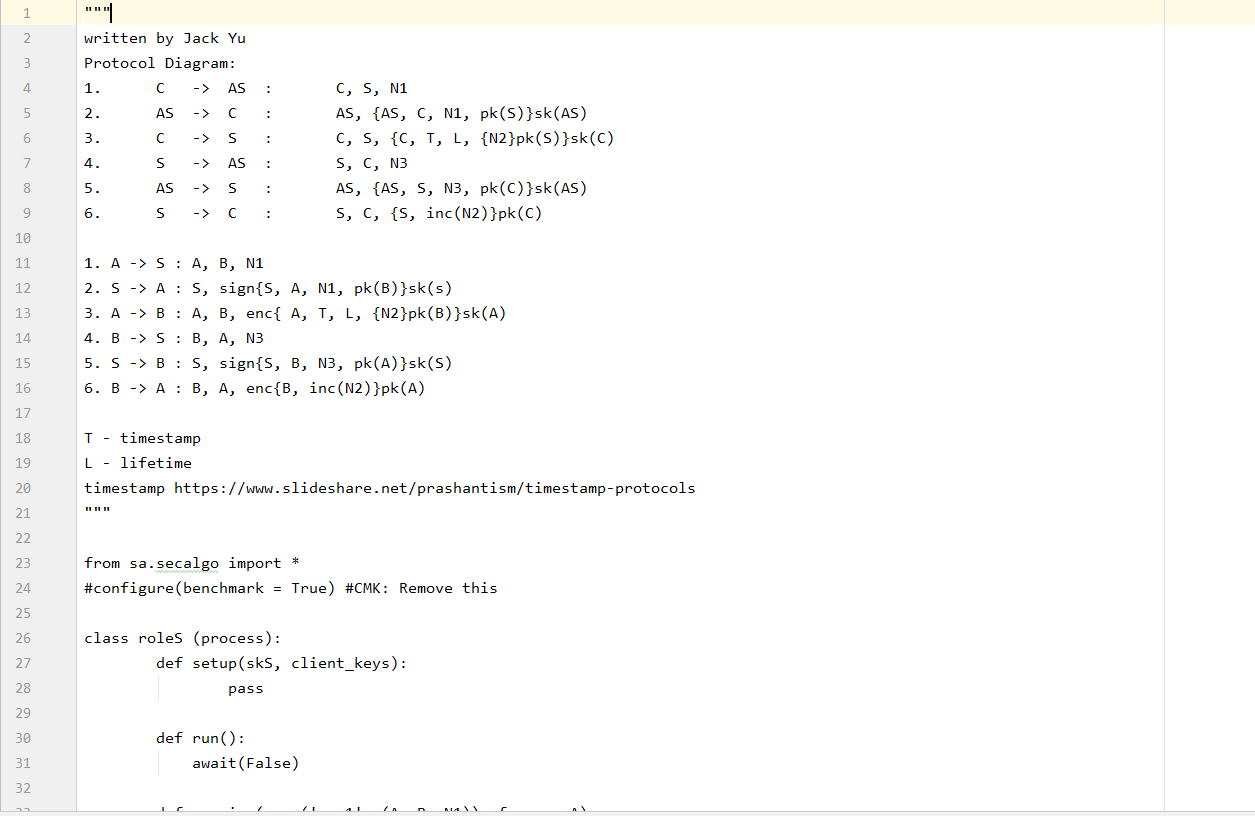 1 """
2 written by Jack Yu
3 Protocol Diagram:
4 1. C -> AS : C, S, N1
5 2. AS -> C : AS, {AS, C, N1, pk(S)}sk(AS)
6 3. C -> S : C, S, {C, T, L, {N2}pk(S)}sk(C)
7 4. S -> AS : S, C, N3
8 5. AS -> S : AS, {AS, S, N3, pk(C)}sk(AS)
9 6. S -> C : S, C, {S, inc(N2)}pk(C)
10
11 1. A -> S : A, B, N1
12 2. S -> A : S, sign{S, A, N1, pk(B)}sk(s)
13 3. A -> B : A, B, enc{ A, T, L, {N2}pk(B)}sk(A)
14 4. B -> S : B, A, N3
15 5. S -> B : S, sign{S, B, N3, pk(A)}sk(S)
16 6. B -> A : B, A, enc{B, inc(N2)}pk(A)
17
18 T - timestamp
19 L - lifetime
20 timestamp https://www.slideshare.net/prashantism/timestamp-protocols
21 """
22
23 from sa.secalgo import *
24 #configure(benchmark = True) #CMK: Remove this
25
26 class roleS (process):
27 def setup(skS, client_keys):
28 pass
29
30 def run():
31 await(False)
32